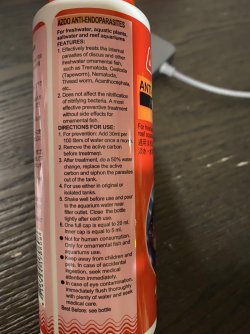 AZOO ANTI-ENDOPARASITES
For freshwater, aquatic plants,
saltwater and reef aquariums
FEATURES:
1. Effectively treats the internal
parasites of discus and other
freshwater ornamental fish,
such as Trematoda, Cestoda
(Tapeworm), Nematoda,
Thread worm, Acanthocephala,
etc...
2. Does not affect the nitrification
of nitrifying bacteria. A most
effective preventive treatment
without side effects for
ornamental fish.
DIRECTIONS FOR USE:
1. For pevention: Add 30ml per
100 liters of water once a month
2. Remove the active carbon
before treatment.
3. After treatment, do a 50% water
change, replace the active
carbon and siphon the parasites
out of the tank.
4. For use either in original or
isolated tanks.
5. Shake well before use and pour
to the aquarium water near
filter outlet. Close the bottle
tightly after each use.
6. One full cap is equal to 20 ml.
Inner cap is equal to 5 ml.
Not for human consumption.
Only for ornamental fish and
aquariums use.
Keep away from children and
pets. In case of accidental
ingestion, seek medical
attention immediately.
In case of eye contamination,
Immediately flush thoroughly
with plenty of water and seek
medical care.
Best Before: see bottle
ANT
For fres